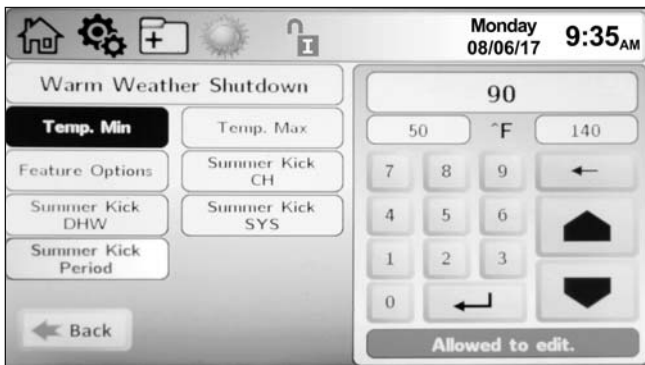 Monday
08/06/17
9:35AM
Warm Weather Shutdown
Temp. Min
Temp. Max
Feature Options
Summer Kick
CH
Summer Kick
DHW
Summer Kick
SYS
Summer Kick
Period
Back
90
50
°F
140
7
8
9
4
5
6
1
2
3
0
Allowed to edit.
I